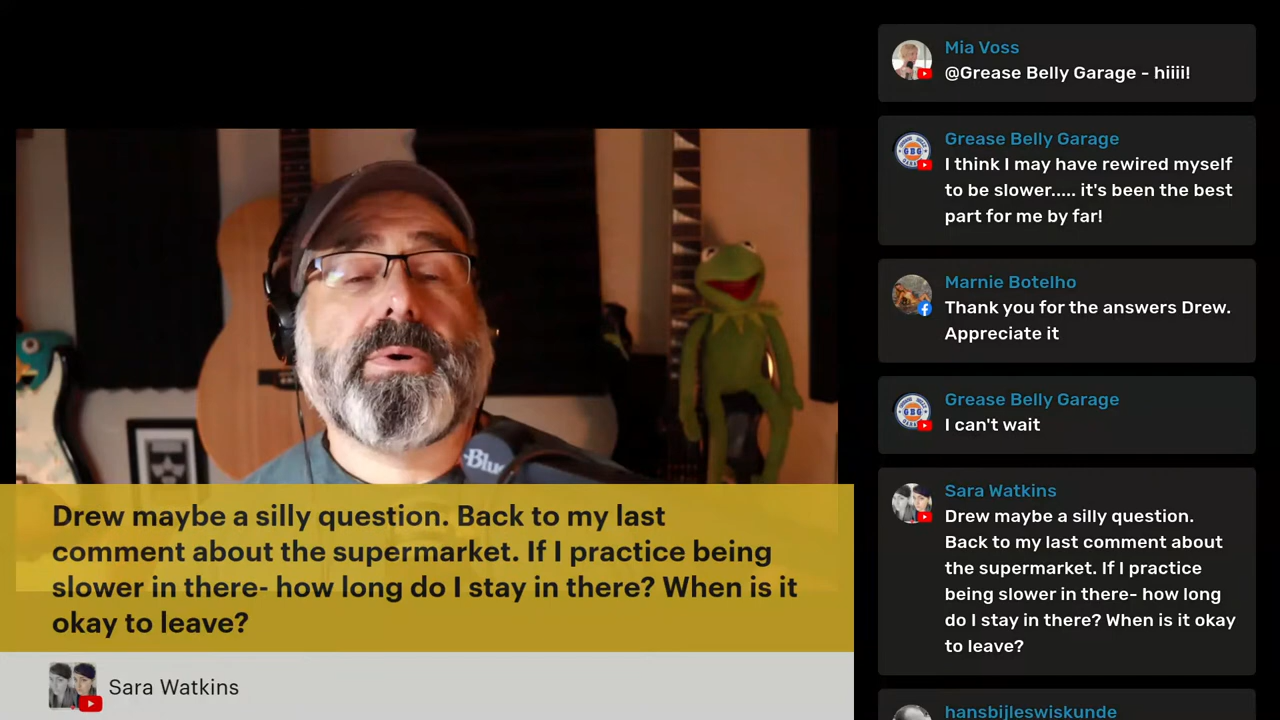 Mia Voss
@Grease Belly Garage - hiiii!
Grease Belly Garage
I think I may have rewired myself
to be slower..... it's been the best
part for me by far!
Marnie Botelho
Thank you for the answers Drew.
Appreciate it
Grease Belly Garage
I can't wait
Sara Watkins
Drew maybe a silly question.
Back to my last comment about
the supermarket. If I practice
being slower in there- how long
do I stay in there? When is it okay
to leave?
hansbijleswiskunde
Blue
Drew maybe a silly question. Back to my last
comment about the supermarket. If I practice being
slower in there- how long do I stay in there? When is it
okay to leave?
Sara Watkins
GBG
GBG